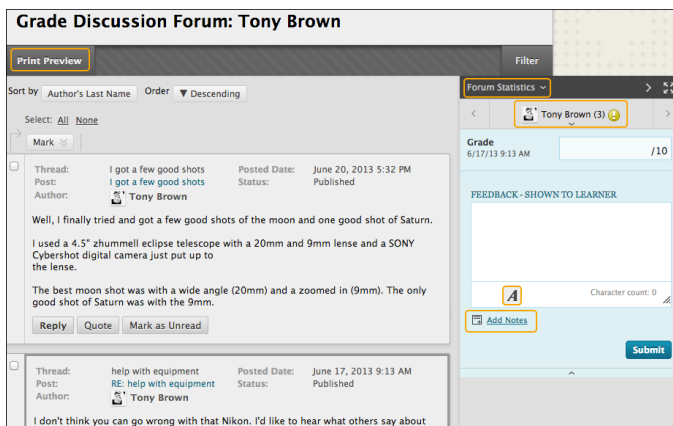 Grade Discussion Forum: Tony Brown
Print Preview
Filter
Sort by Author's Last Name Order ▼ Descending
Select: All None
Mark
Thread: I got a few good shots Posted Date: June 20, 2013 5:32 PM
Post: I got a few good shots Status: Published
Author: Tony Brown
Well, I finally tried and got a few good shots of the moon and one good shot of Saturn.
I used a 4.5" zhummell eclipse telescope with a 20mm and 9mm lense and a SONY
Cybershot digital camera just put up to
the lense.
The best moon shot was with a wide angle (20mm) and a zoomed in (9mm). The only
good shot of Saturn was with the 9mm.
Reply Quote Mark as Unread
Thread: help with equipment Posted Date: June 17, 2013 9:13 AM
Post: RE: help with equipment Status: Published
Author: Tony Brown
I don't think you can go wrong with that Nikon. I'd like to hear what others say about
Forum Statistics
Tony Brown (3)
Grade
6/17/13 9:13 AM
/10
FEEDBACK - SHOWN TO LEARNER
A
Character count: 0
Add Notes
Submit